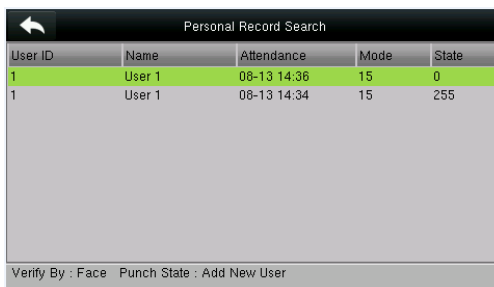 Personal Record Search
User ID Name Attendance Mode State
1 User 1 08-13 14:36 15 0
1 User 1 08-13 14:34 15 255
Verify By : Face Punch State : Add New User